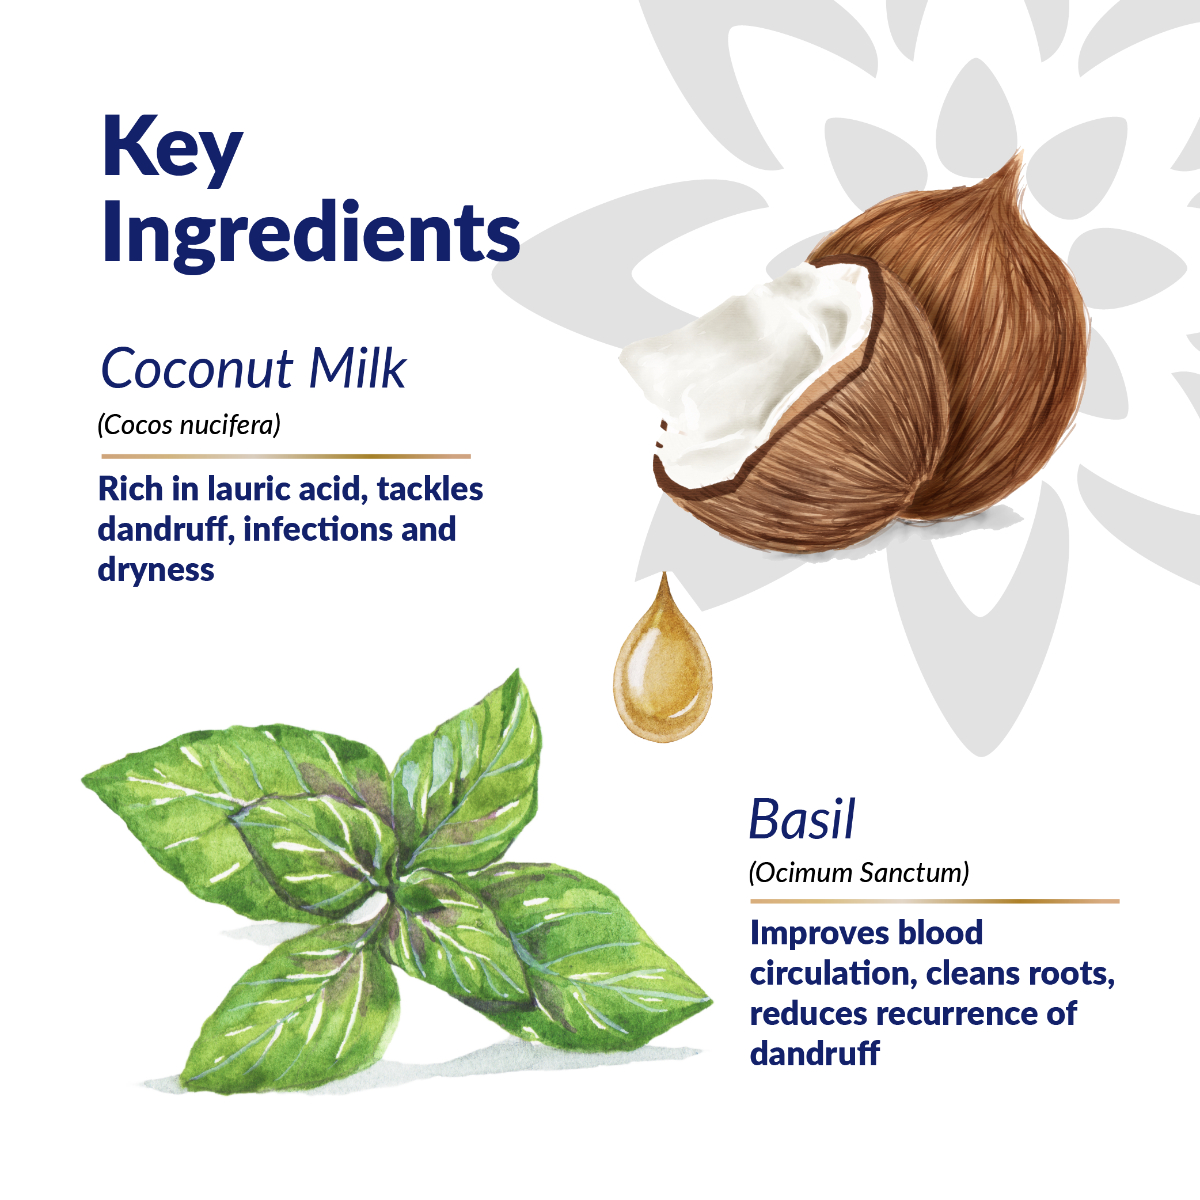 Key
Ingredients
Coconut Milk
(Cocos nucifera)
Rich in lauric acid, tackles
dandruff, infections and
dryness
Basil
(Ocimum Sanctum)
Improves blood
circulation, cleans roots,
reduces recurrence of
dandruff